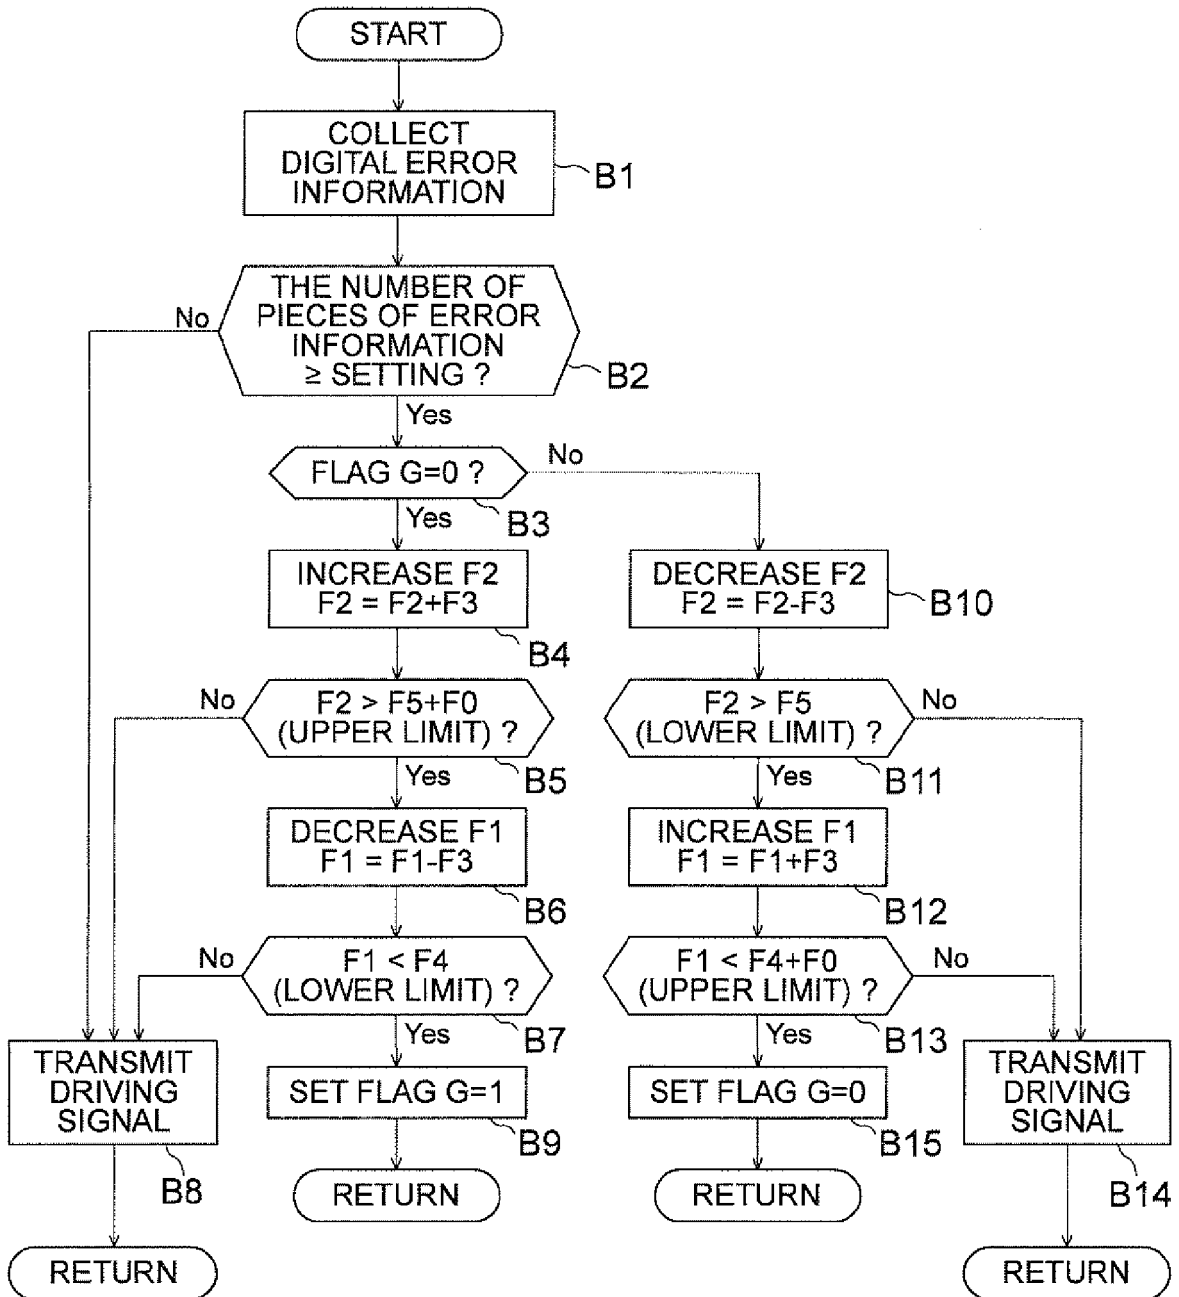 START
COLLECT
DIGITAL ERROR
INFORMATION
B1
THE NUMBER OF
PIECES OF ERROR
INFORMATION
≥ SETTING ?
No
B2
Yes
FLAG G=0 ?
No
B3
Yes
INCREASE F2
F2 = F2+F3
B4
DECREASE F2
F2 = F2-F3
B10
No
F2 > F5+F0
(UPPER LIMIT) ?
B5
Yes
F2 > F5
(LOWER LIMIT) ?
No
B11
Yes
DECREASE F1
F1 = F1-F3
B6
INCREASE F1
F1 = F1+F3
B12
No
F1 < F4
(LOWER LIMIT) ?
B7
Yes
F1 < F4+F0
(UPPER LIMIT) ?
No
B13
Yes
TRANSMIT
DRIVING
SIGNAL
B8
SET FLAG G=1
B9
SET FLAG G=0
B15
TRANSMIT
DRIVING
SIGNAL
B14
RETURN
RETURN
RETURN
RETURN